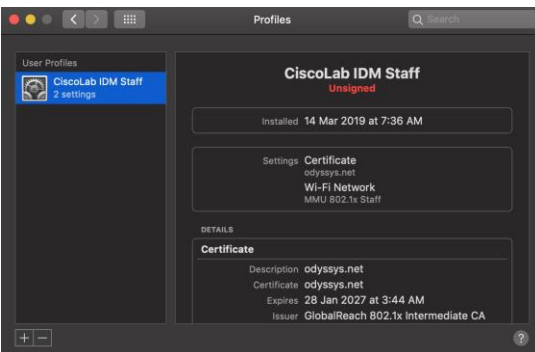 Profiles
Search
User Profiles
CiscoLab IDM Staff
2 settings
CiscoLab IDM Staff
Unsigned
Installed 14 Mar 2019 at 7:36 AM
Settings Certificate
odyssys.net
Wi-Fi Network
MMU 802.1x Staff
DETAILS
Certificate
Description odyssys.net
Certificate odyssys.net
Expires 28 Jan 2027 at 3:44 AM
Issuer GlobalReach 802.1x Intermediate CA
+ − ?